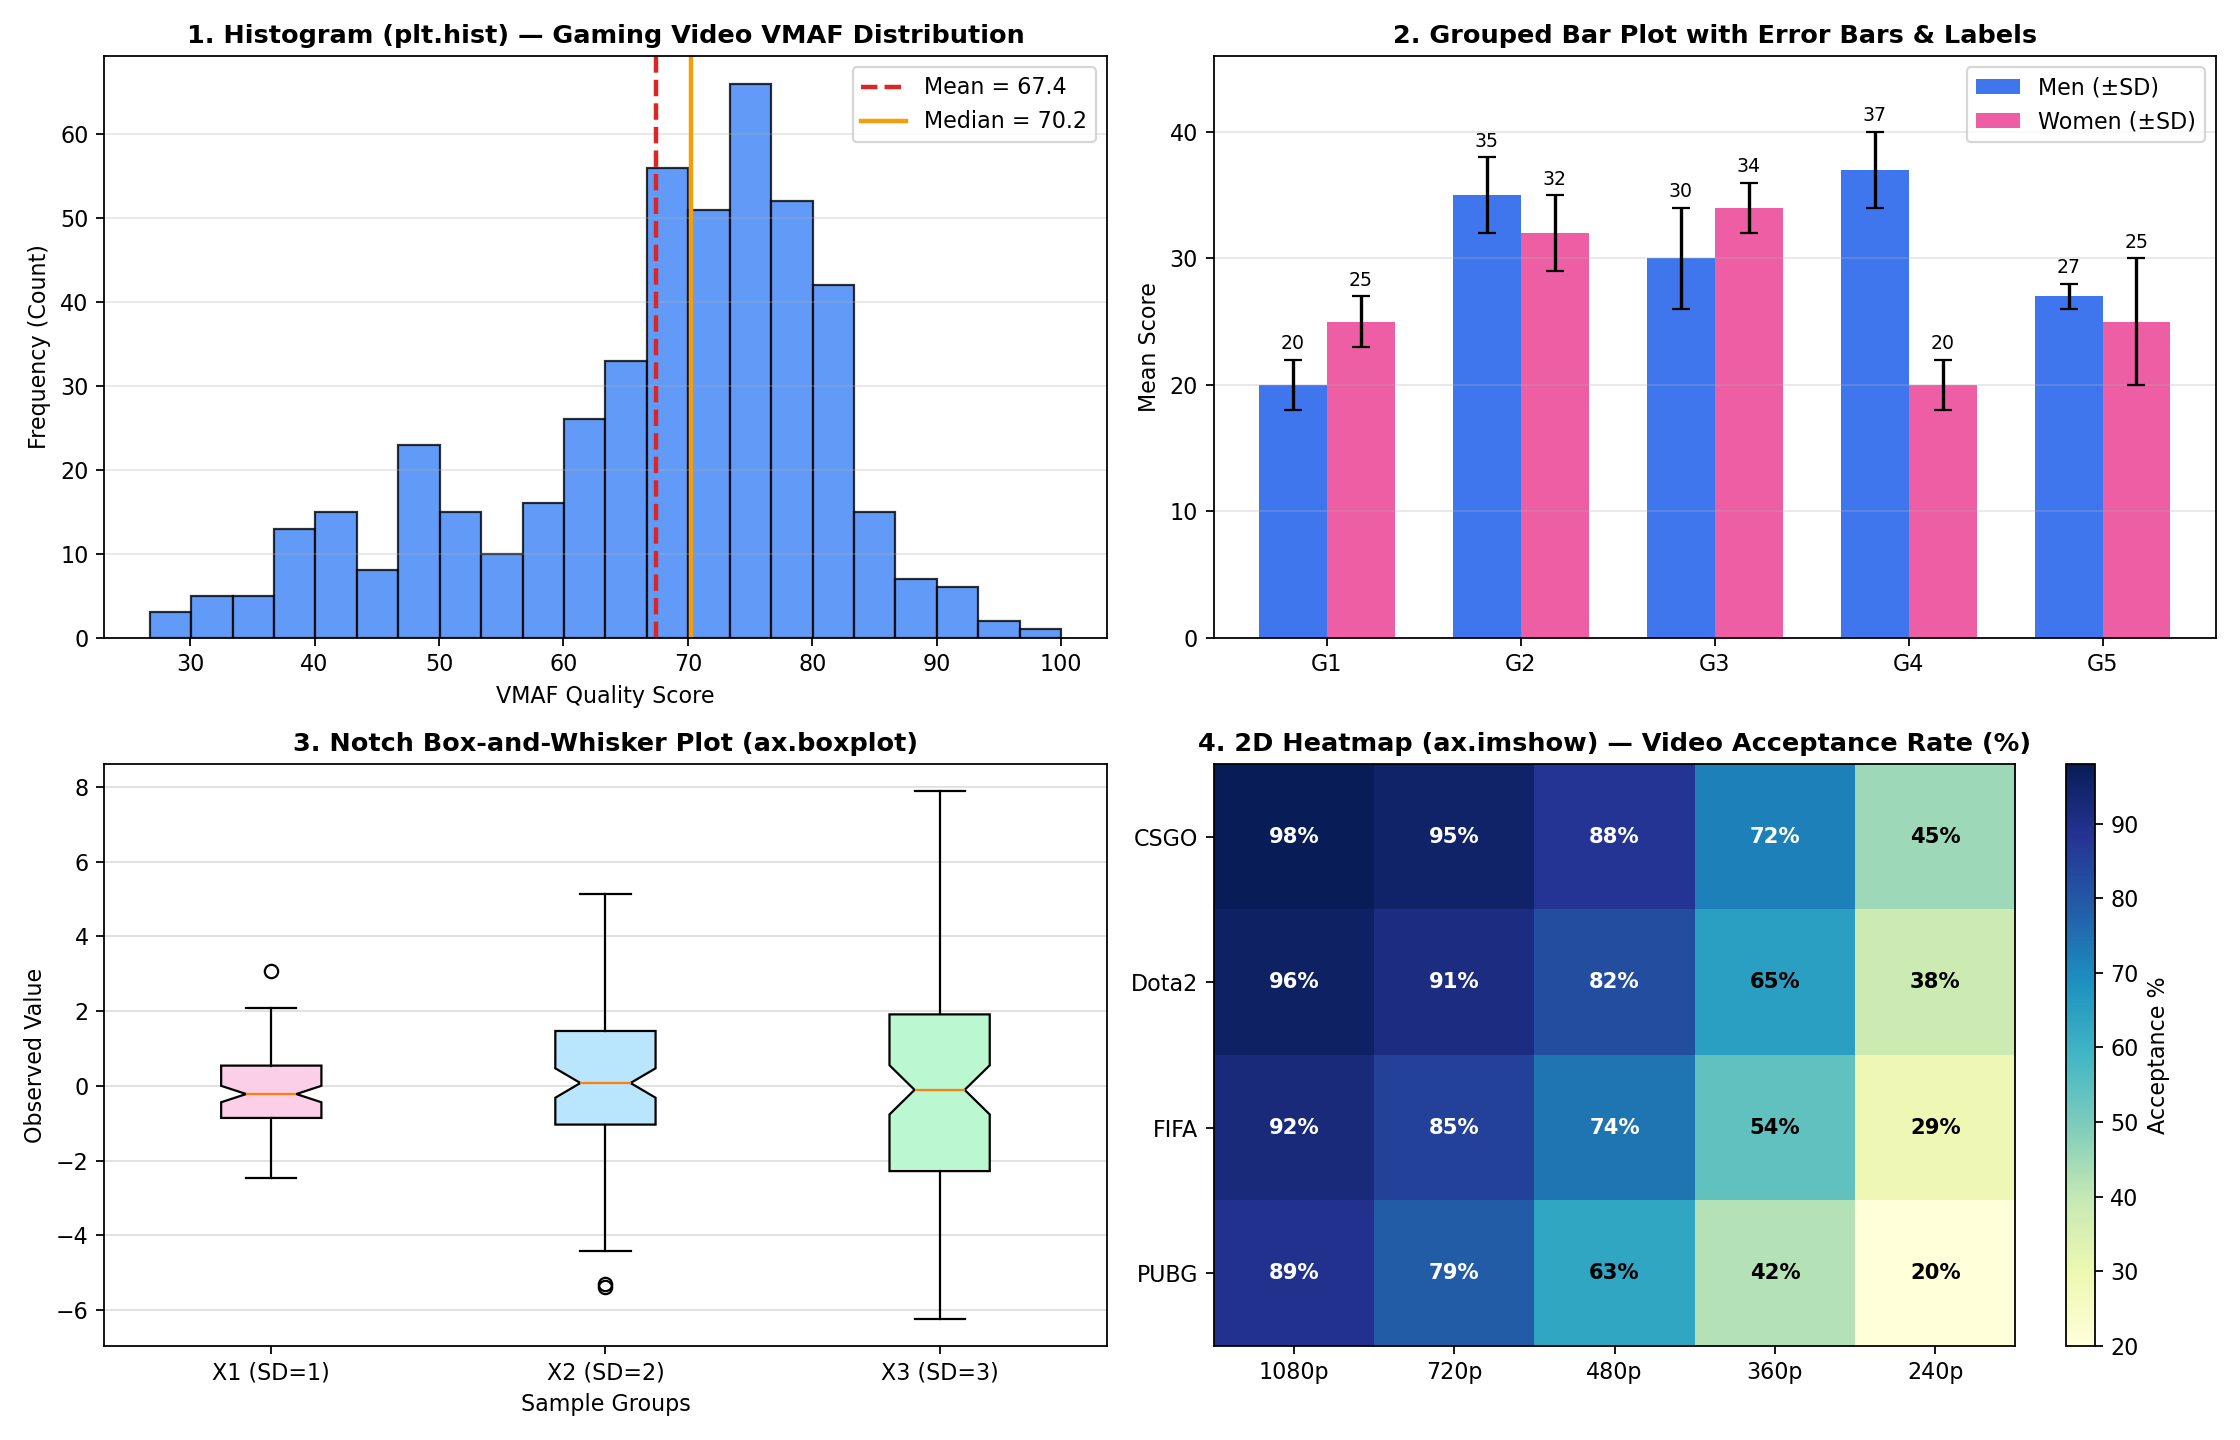 1. Histogram (plt.hist) — Gaming Video VMAF Distribution
Mean = 67.4
Median = 70.2
Frequency (Count)
60
50
40
30
20
10
0
30 40 50 60 70 80 90 100
VMAF Quality Score
2. Grouped Bar Plot with Error Bars & Labels
Men (±SD)
Women (±SD)
Mean Score
40
30
20
10
0
20 25 35 32 30 34 37 20 27 25
G1 G2 G3 G4 G5
3. Notch Box-and-Whisker Plot (ax.boxplot)
Observed Value
8
6
4
2
0
−2
−4
−6
X1 (SD=1) X2 (SD=2) X3 (SD=3)
Sample Groups
4. 2D Heatmap (ax.imshow) — Video Acceptance Rate (%)
CSGO 98% 95% 88% 72% 45%
Dota2 96% 91% 82% 65% 38%
FIFA 92% 85% 74% 54% 29%
PUBG 89% 79% 63% 42% 20%
1080p 720p 480p 360p 240p
90
80
70
60
50
40
30
20
Acceptance %